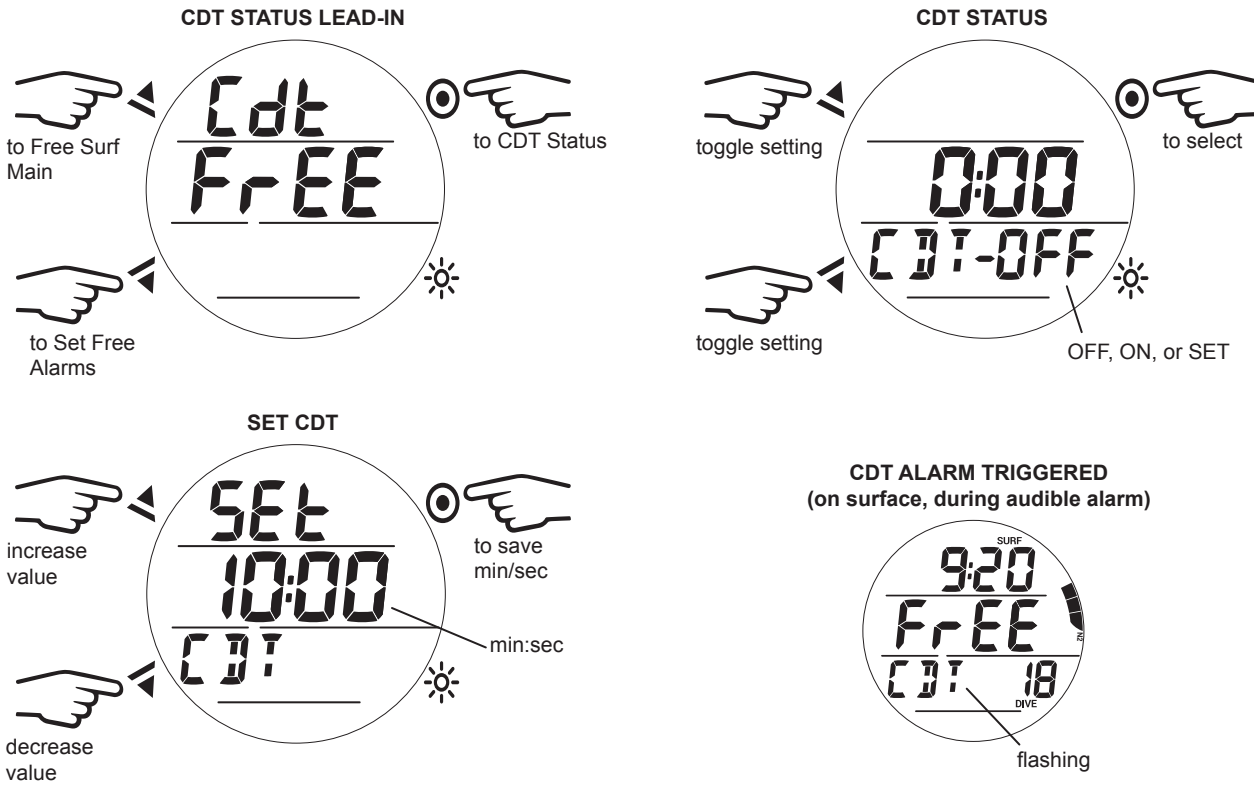 CDT STATUS LEAD-IN
Cdt
FrEE
to Free Surf
Main
to CDT Status
to Set Free
Alarms
CDT STATUS
0:00
CDT-OFF
toggle setting
to select
toggle setting
OFF, ON, or SET
SET CDT
SEt
10:00
CDT
increase
value
to save
min/sec
min:sec
decrease
value
CDT ALARM TRIGGERED
(on surface, during audible alarm)
SURF
9:20
FrEE
N2
CDT 18
DIVE
flashing